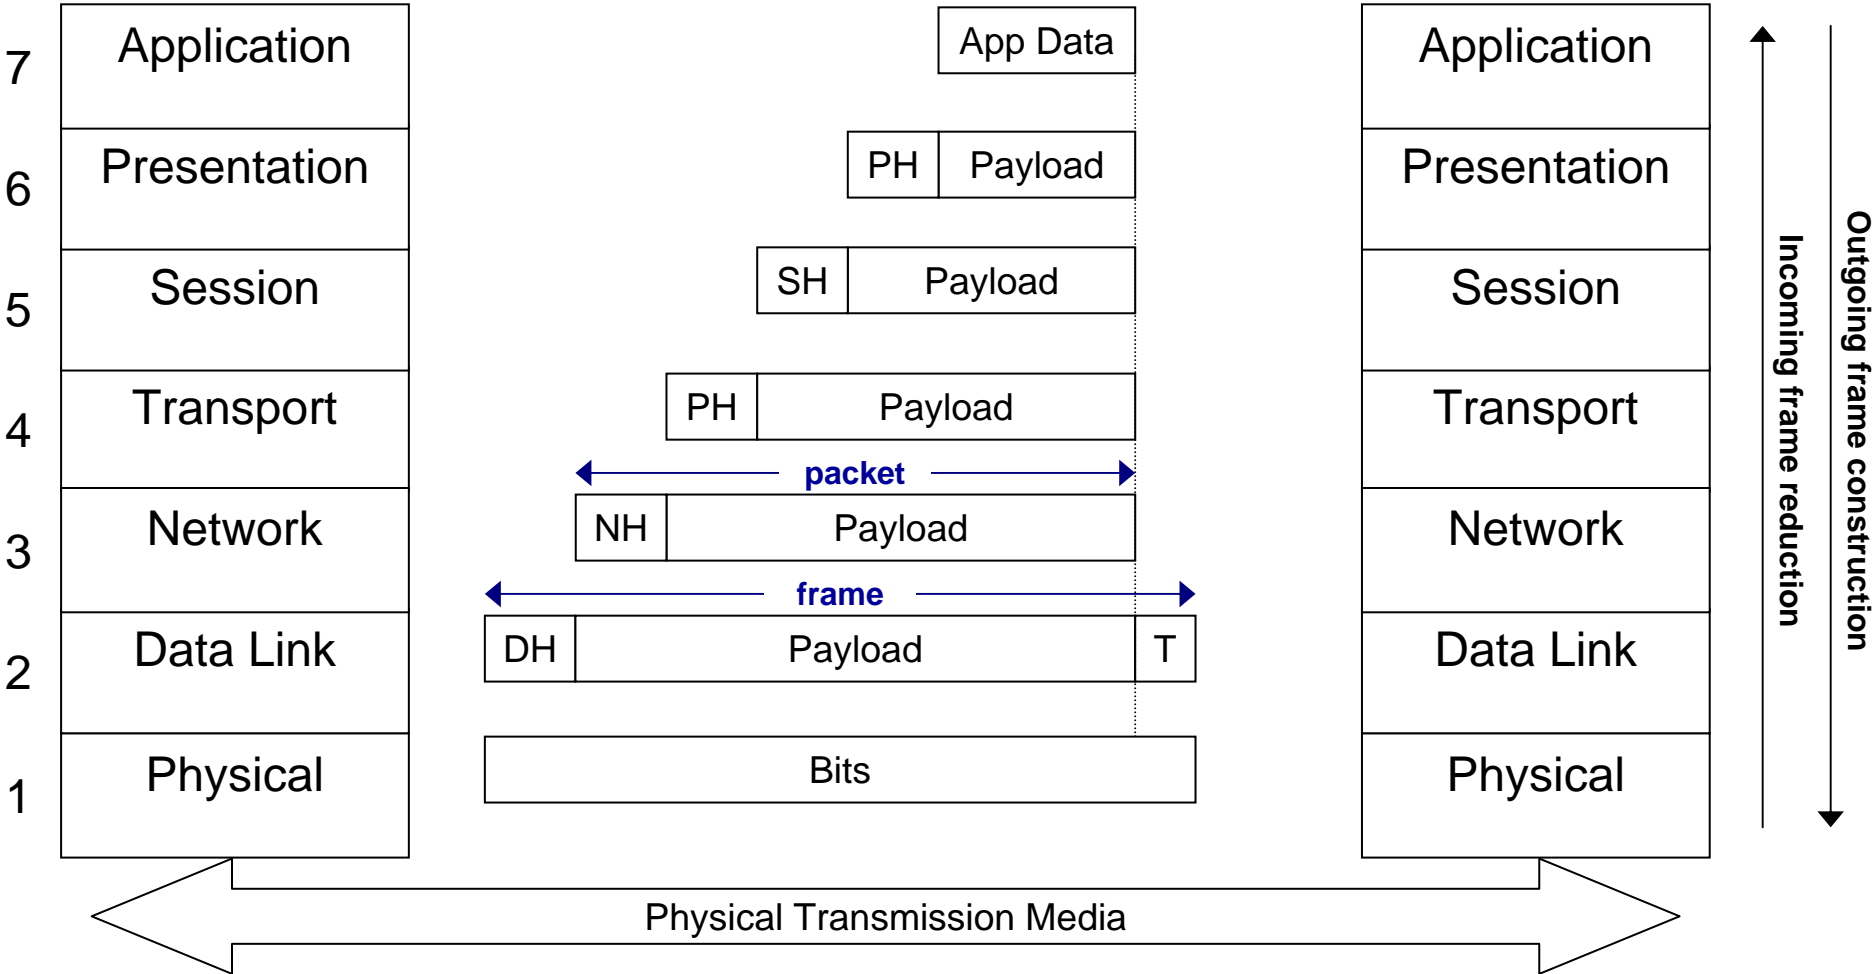 7
Application
App Data
Application
6
Presentation
PH
Payload
Presentation
5
Session
SH
Payload
Session
4
Transport
PH
Payload
Transport
packet
3
Network
NH
Payload
Network
frame
2
Data Link
DH
Payload
T
Data Link
1
Physical
Bits
Physical
Physical Transmission Media
Incoming frame reduction
Outgoing frame construction